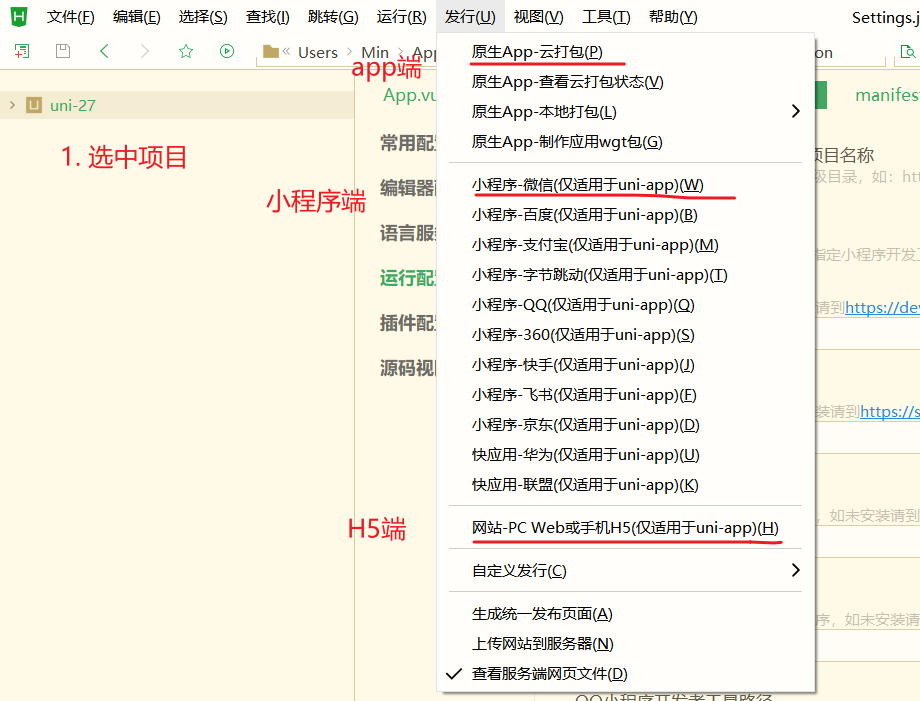 文件(F) 编辑(E) 选择(S) 查找(I) 跳转(G) 运行(R) 发行(U) 视图(V) 工具(T) 帮助(Y) Settings.j
Users Min App on
app端
App.vu manifes
uni-27
1. 选中项目
小程序端
H5端
常用配
编辑器
语言服务
运行配
插件配
源码视
原生App-云打包(P)
原生App-查看云打包状态(V)
原生App-本地打包(L)
原生App-制作应用wgt包(G)
小程序-微信(仅适用于uni-app)(W)
小程序-百度(仅适用于uni-app)(B)
小程序-支付宝(仅适用于uni-app)(M)
小程序-字节跳动(仅适用于uni-app)(T)
小程序-QQ(仅适用于uni-app)(Q)
小程序-360(仅适用于uni-app)(S)
小程序-快手(仅适用于uni-app)(J)
小程序-飞书(仅适用于uni-app)(F)
小程序-京东(仅适用于uni-app)(D)
快应用-华为(仅适用于uni-app)(U)
快应用-联盟(仅适用于uni-app)(K)
网站-PC Web或手机H5(仅适用于uni-app)(H)
自定义发行(C)
生成统一发布页面(A)
上传网站到服务器(N)
查看服务端网页文件(D)
项目名称
级目录，如：ht
指定小程序开发工
请到https://de
装请到https://s
，如未安装请到
序，如未安装请
QQ小程序开发者工具路径